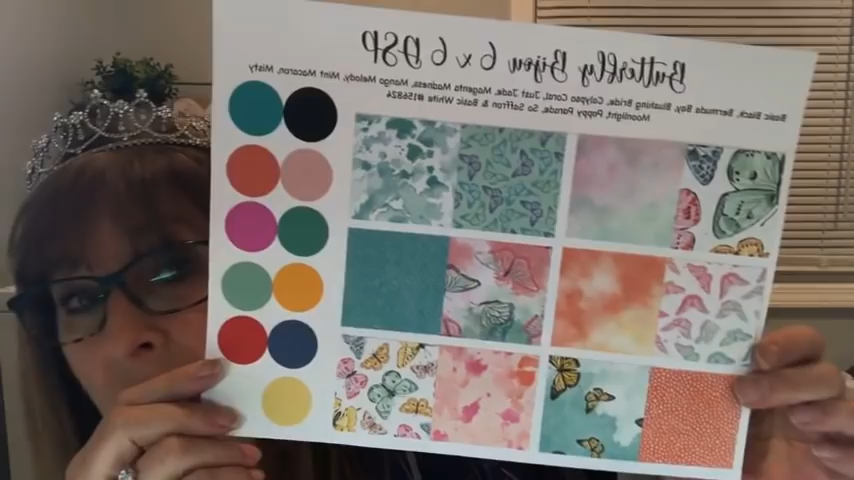 Butterfly Bijou 6 x 6 DSP
Basic Black, Bermuda Bay, Blushing Bride, Calypso Coral, Just Jade, Magenta Madness, Mango Melody, Mint Macaron, Misty
Moonlight, Poppy Parade, So Saffron & Basic White #156824